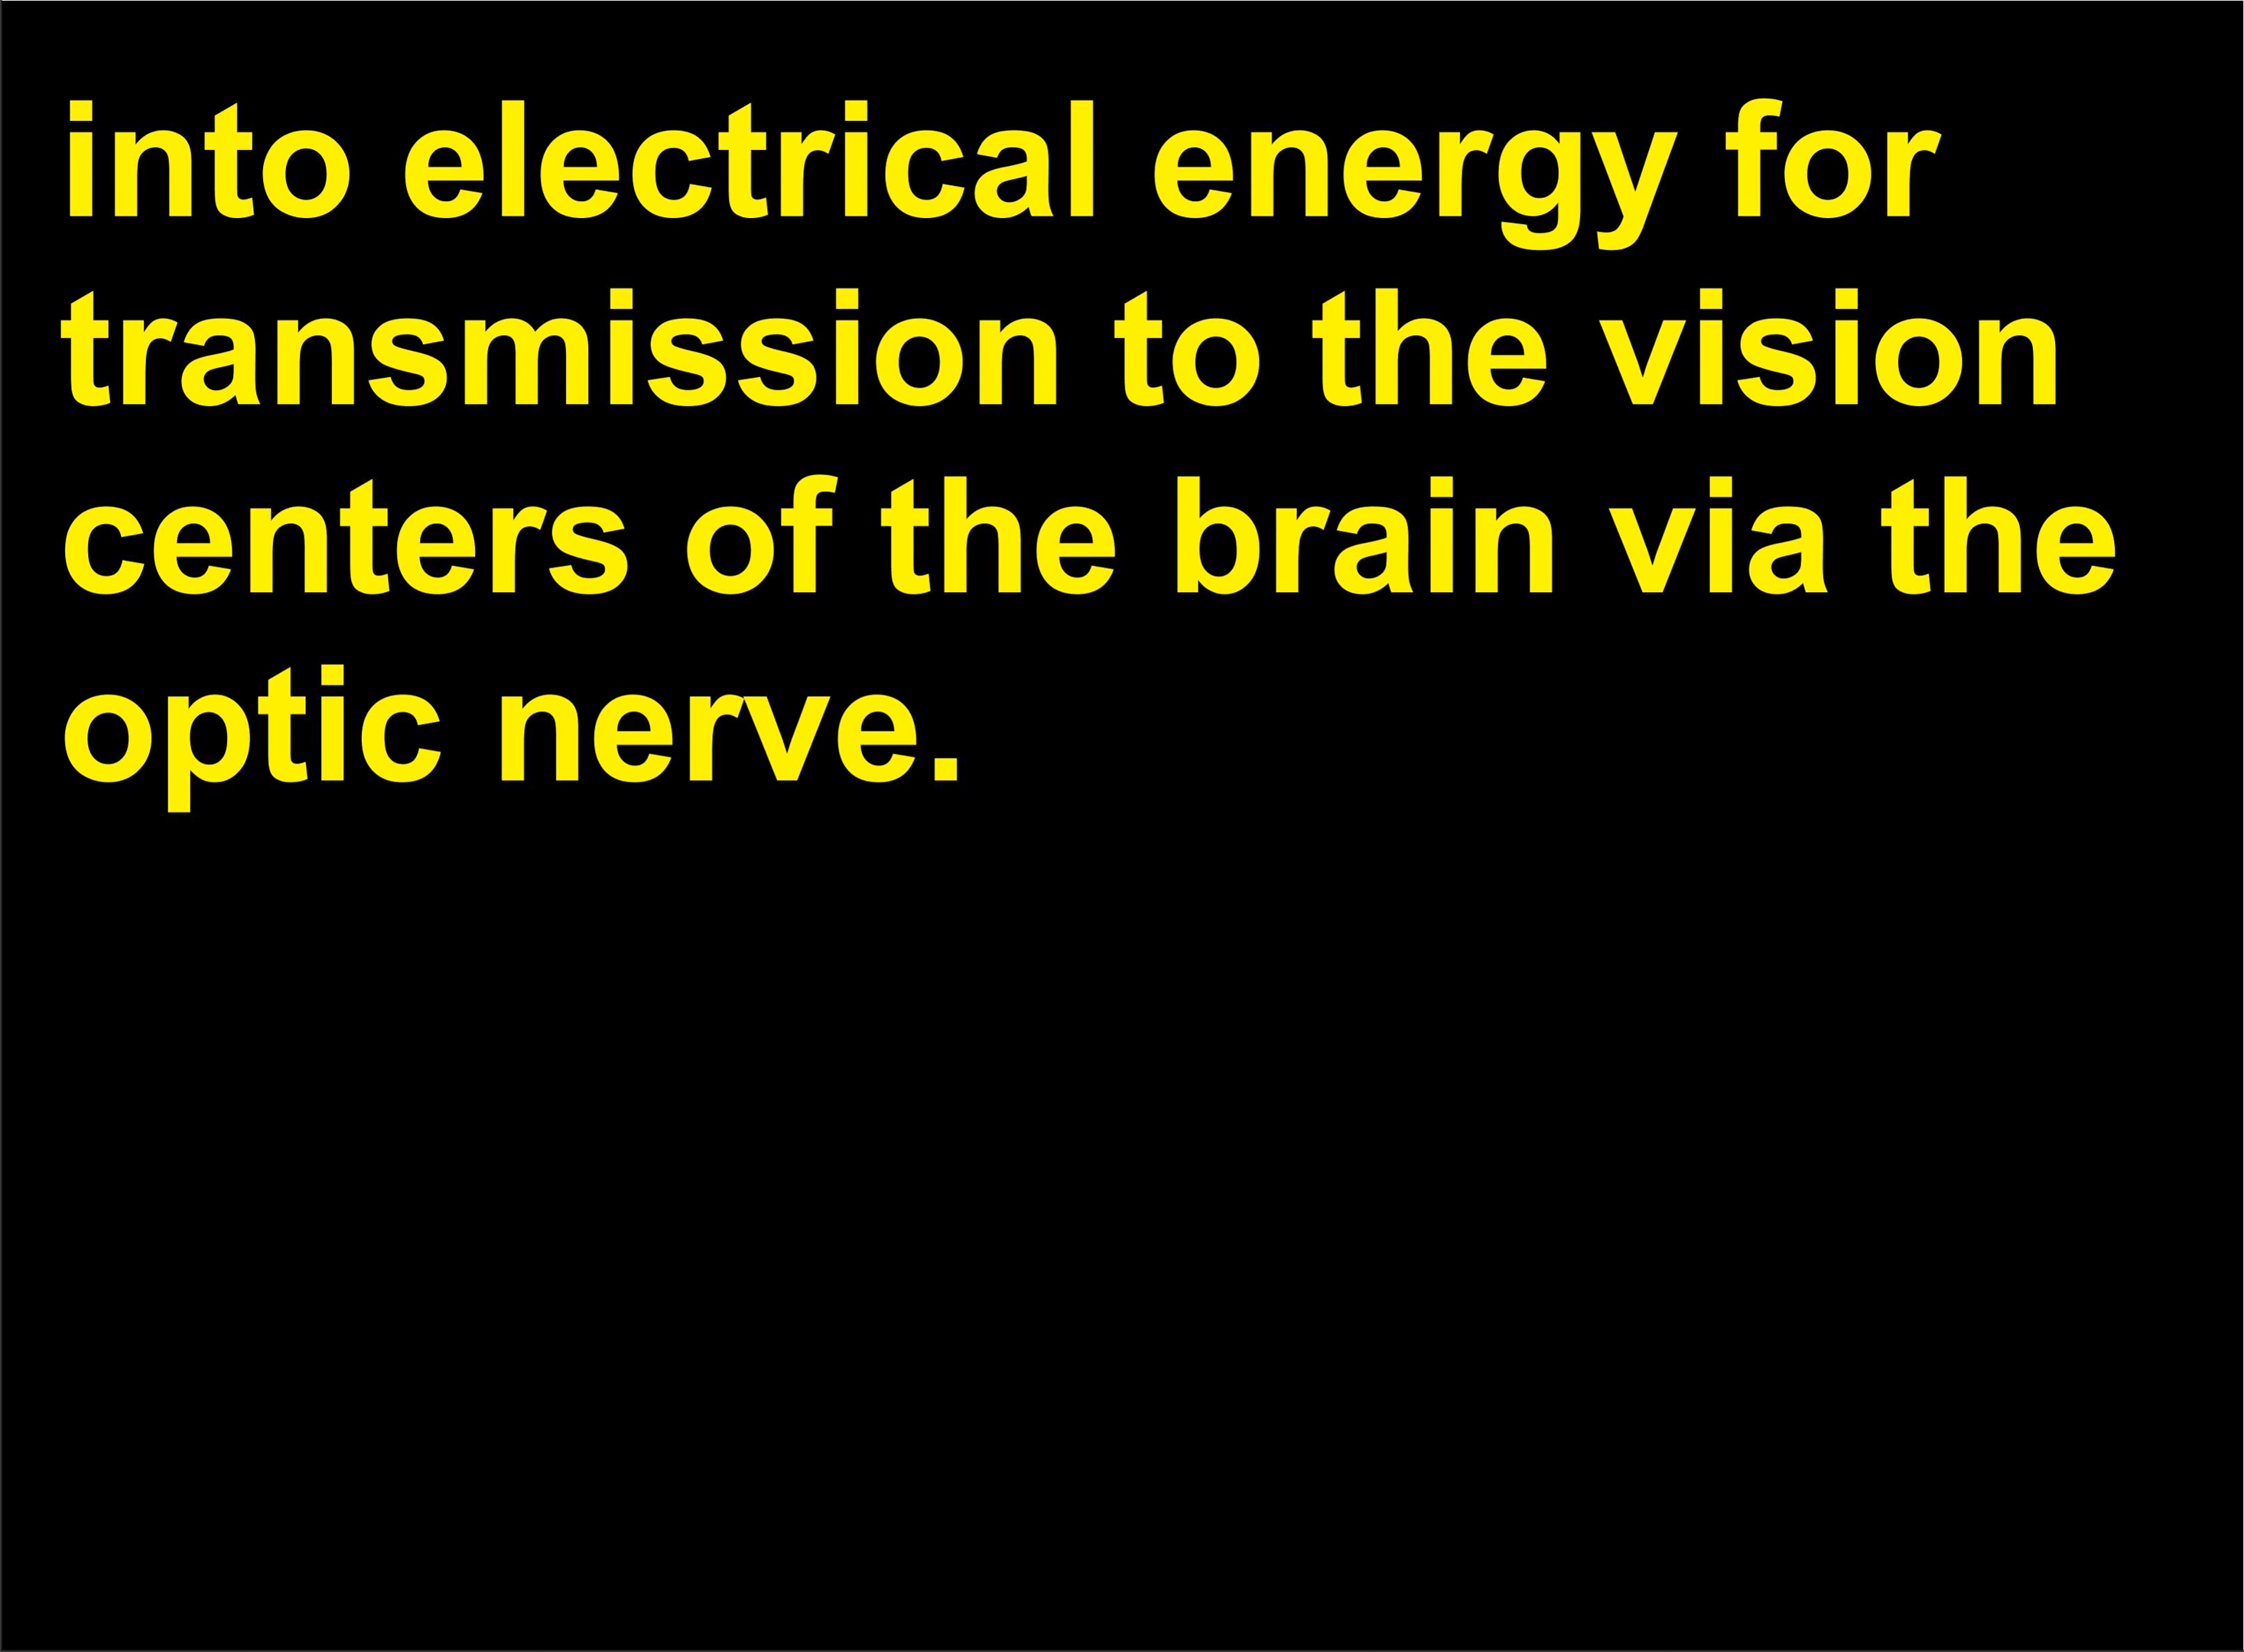 into electrical energy for
transmission to the vision
centers of the brain via the
optic nerve.